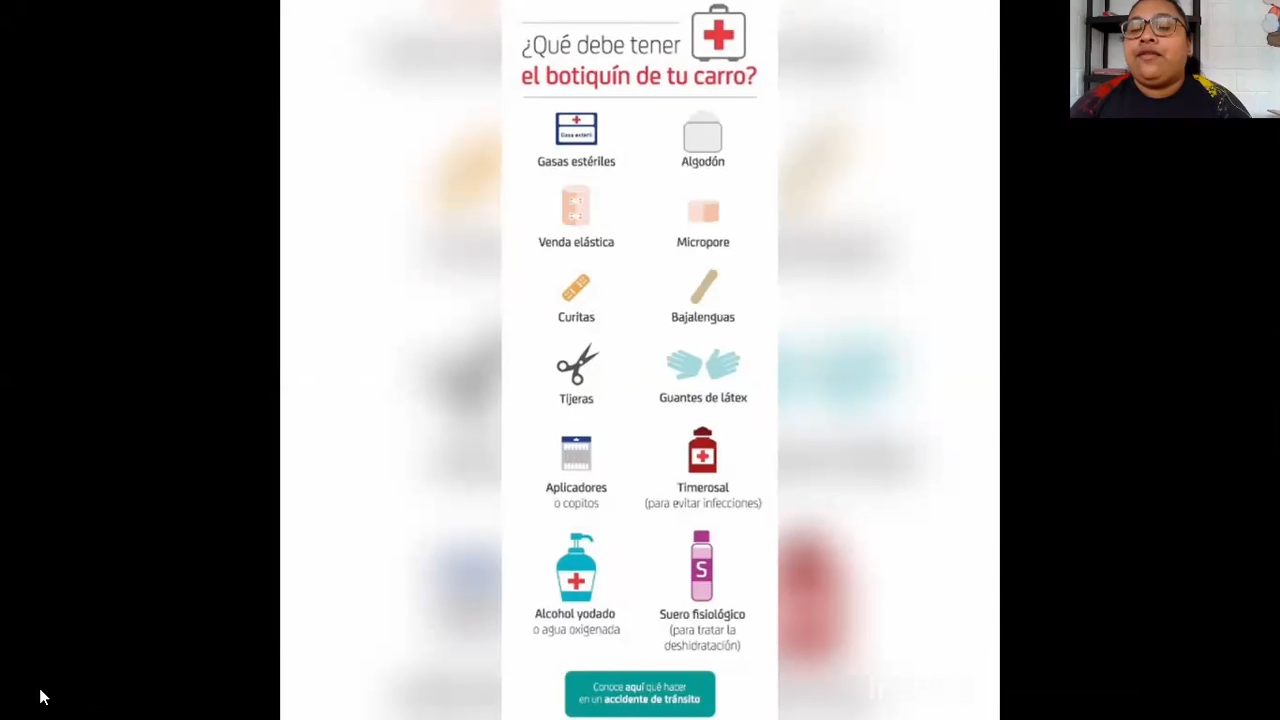 ¿Qué debe tener
el botiquín de tu carro?
Gasa estéril
Gasas estériles
Algodón
Venda elástica
Micropore
Curitas
Bajalenguas
Tijeras
Guantes de látex
Aplicadores
o copitos
Timerosal
(para evitar infecciones)
S
Alcohol yodado
o agua oxigenada
Suero fisiológico
(para tratar la
deshidratación)
Conoce aquí qué hacer
en un accidente de tránsito